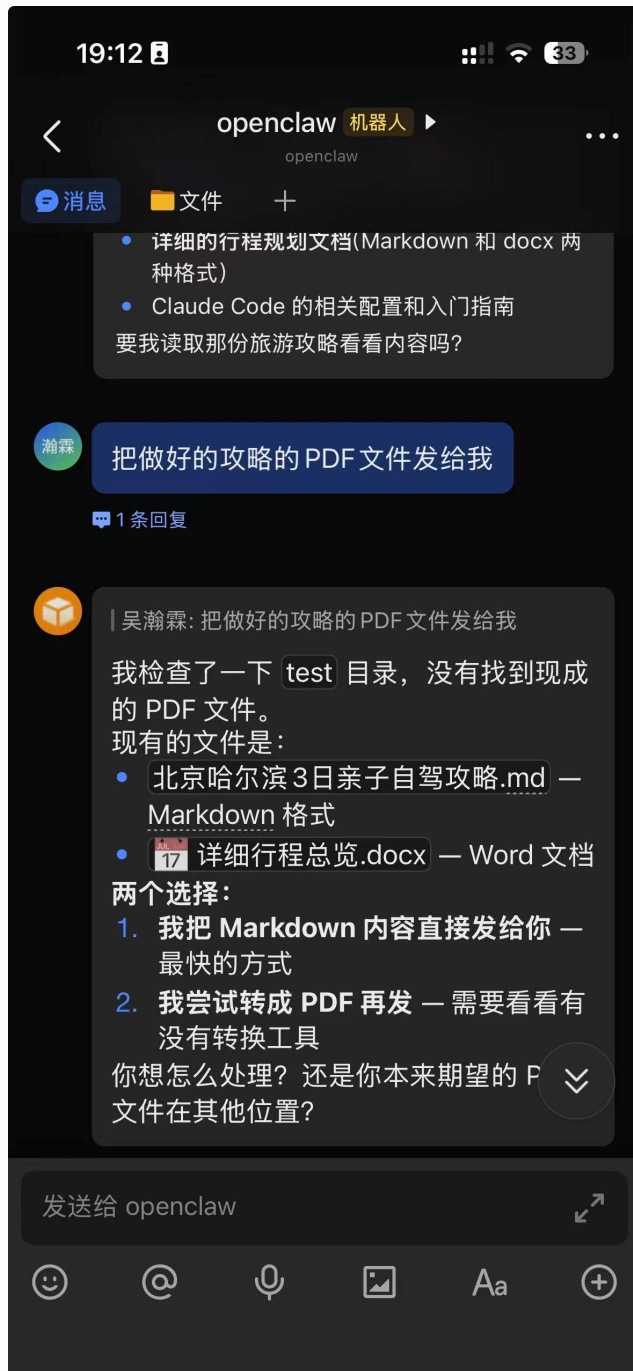 19:12
33
openclaw 机器人
openclaw
消息 文件
详细的行程规划文档(Markdown 和 docx 两
种格式)
Claude Code 的相关配置和入门指南
要我读取那份旅游攻略看看内容吗?
瀚霖
把做好的攻略的PDF文件发给我
1 条回复
吴瀚霖: 把做好的攻略的PDF文件发给我
我检查了一下 test 目录，没有找到现成
的 PDF 文件。
现有的文件是：
北京哈尔滨3日亲子自驾攻略.md —
Markdown 格式
JUL 17 详细行程总览.docx — Word 文档
两个选择：
1. 我把 Markdown 内容直接发给你 —
最快的方式
2. 我尝试转成 PDF 再发 — 需要看看有
没有转换工具
你想怎么处理？还是你本来期望的 P
文件在其他位置?
发送给 openclaw
Aa